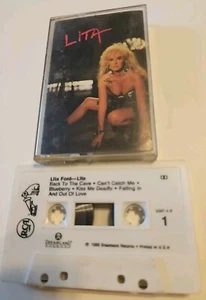 LITA
Lita Ford—Lita
Back To The Cave • Can't Catch Me •
Blueberry • Kiss Me Deadly • Falling In
And Out Of Love
RCA
DREAMLAND
1